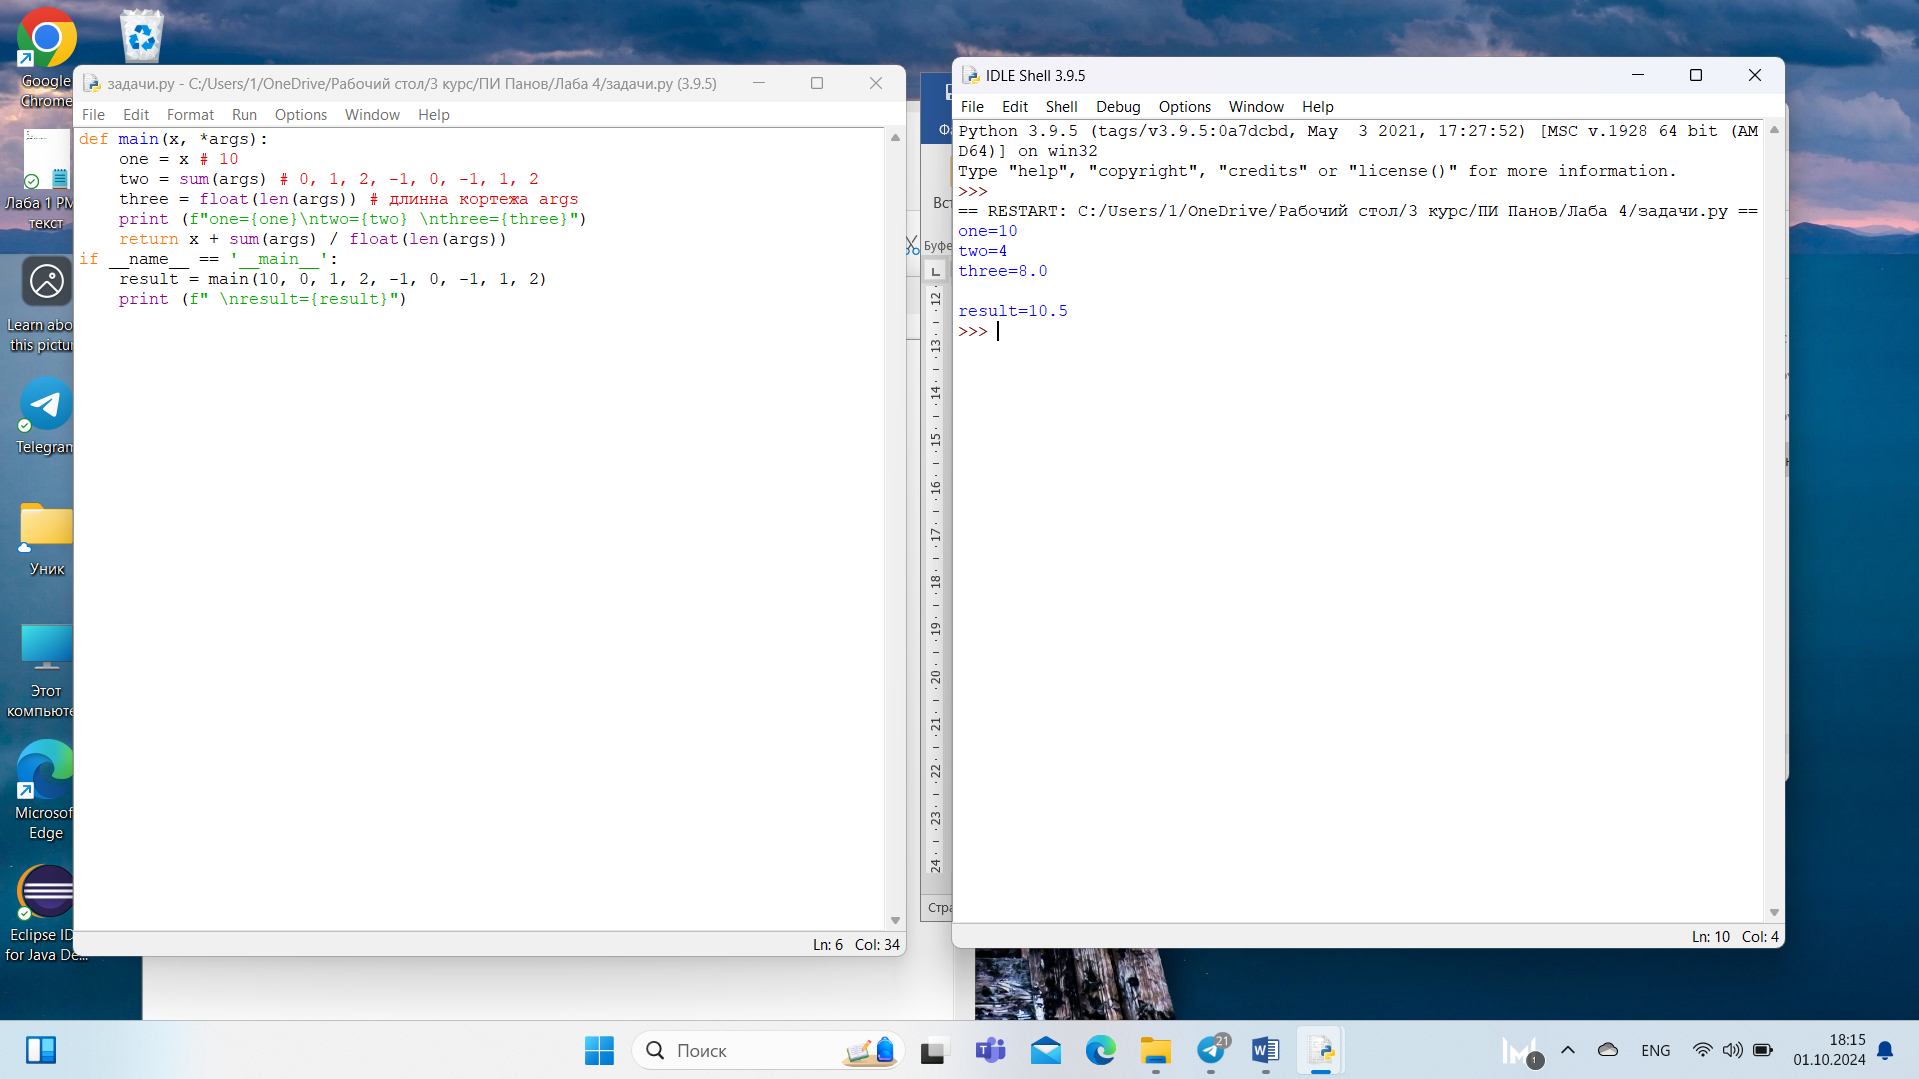 Google
Chrome
Лаба 1 РМ
текст
Learn abo
this pictur
Telegram
Уник
Этот
компьюте
Microsof
Edge
Eclipse ID
for Java De...
задачи.py - C:/Users/1/OneDrive/Рабочий стол/3 курс/ПИ Панов/Лаба 4/задачи.py (3.9.5)
File Edit Format Run Options Window Help
def main(x, *args):
    one = x # 10
    two = sum(args) # 0, 1, 2, -1, 0, -1, 1, 2
    three = float(len(args)) # длинна кортежа args
    print (f"one={one}\ntwo={two} \nthree={three}")
    return x + sum(args) / float(len(args))
if __name__ == '__main__':
    result = main(10, 0, 1, 2, -1, 0, -1, 1, 2)
    print (f" \nresult={result}")
Ln: 6 Col: 34
Вст
Буфе
12
13
14
15
16
17
18
19
20
21
22
23
24
Стра
IDLE Shell 3.9.5
File Edit Shell Debug Options Window Help
Python 3.9.5 (tags/v3.9.5:0a7dcbd, May  3 2021, 17:27:52) [MSC v.1928 64 bit (AM
D64)] on win32
Type "help", "copyright", "credits" or "license()" for more information.
>>>
== RESTART: C:/Users/1/OneDrive/Рабочий стол/3 курс/ПИ Панов/Лаба 4/задачи.py ==
one=10
two=4
three=8.0
result=10.5
>>>
Ln: 10 Col: 4
Поиск
21
1
ENG
18:15
01.10.2024